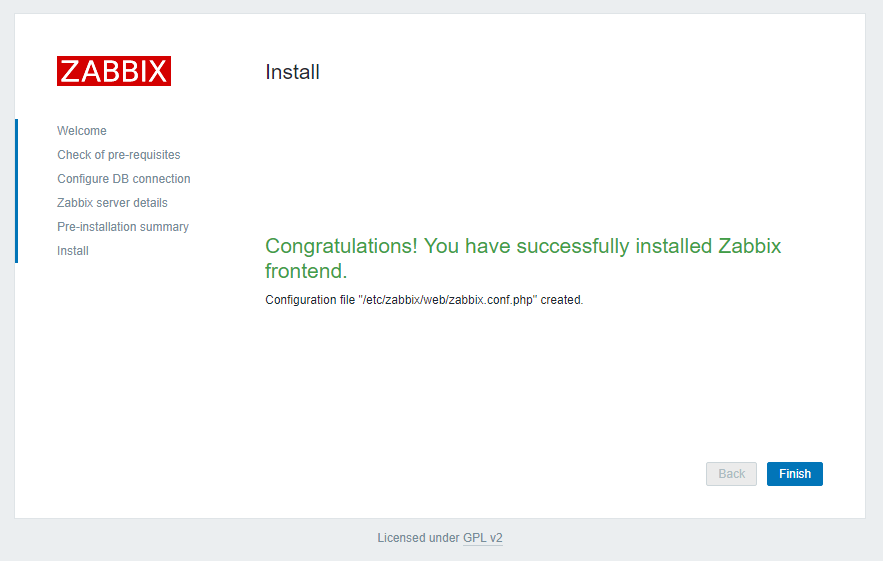 ZABBIX
Install
Welcome
Check of pre-requisites
Configure DB connection
Zabbix server details
Pre-installation summary
Install
Congratulations! You have successfully installed Zabbix
frontend.
Configuration file "/etc/zabbix/web/zabbix.conf.php" created.
Back
Finish
Licensed under GPL v2